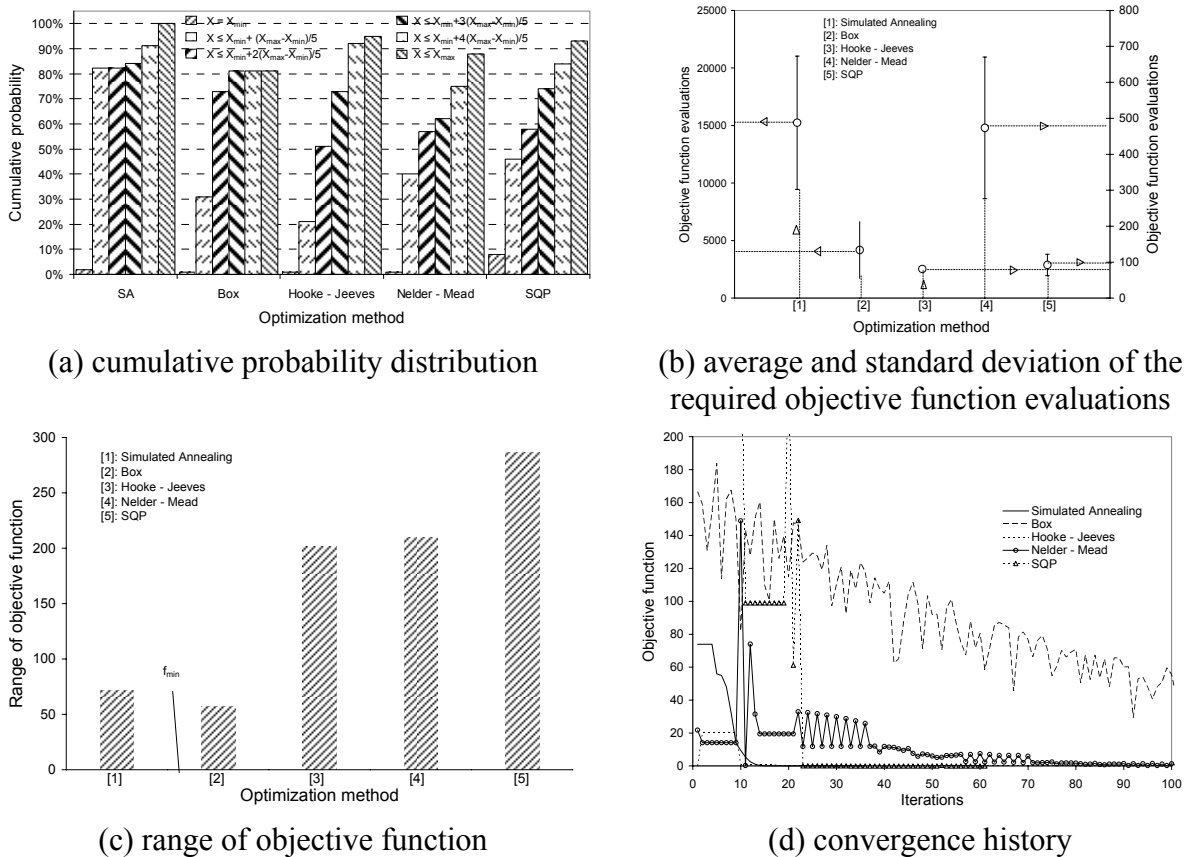 100%
90%
80%
70%
60%
50%
40%
30%
20%
10%
0%
Cumulative probability
X = Xmin
X ≤ Xmin+ (Xmax-Xmin)/5
X ≤ Xmin+2(Xmax-Xmin)/5
X ≤ Xmin+3(Xmax-Xmin)/5
X ≤ Xmin+4(Xmax-Xmin)/5
X ≤ Xmax
SA Box Hooke - Jeeves Nelder - Mead SQP
Optimization method
(a) cumulative probability distribution
25000
20000
15000
10000
5000
0
Objective function evaluations
[1]: Simulated Annealing
[2]: Box
[3]: Hooke - Jeeves
[4]: Nelder - Mead
[5]: SQP
800
700
600
500
400
300
200
100
0
Objective function evaluations
[1] [2] [3] [4] [5]
Optimization method
(b) average and standard deviation of the
required objective function evaluations
300
250
200
150
100
50
0
Range of objective function
[1]: Simulated Annealing
[2]: Box
[3]: Hooke - Jeeves
[4]: Nelder - Mead
[5]: SQP
fmin
[1] [2] [3] [4] [5]
Optimization method
(c) range of objective function
200
180
160
140
120
100
80
60
40
20
0
Objective function
Simulated Annealing
Box
Hooke - Jeeves
Nelder - Mead
SQP
0 10 20 30 40 50 60 70 80 90 100
Iterations
(d) convergence history